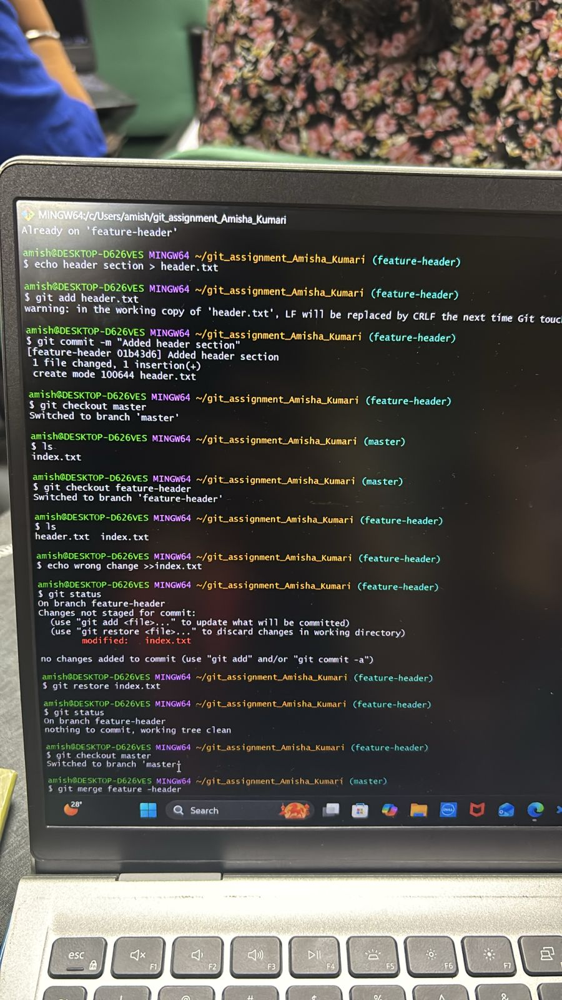 MINGW64:/c/Users/amish/git_assignment_Amisha_Kumari
Already on 'feature-header'
amish@DESKTOP-D626VES MINGW64 ~/git_assignment_Amisha_Kumari (feature-header)
$ echo header section > header.txt
amish@DESKTOP-D626VES MINGW64 ~/git_assignment_Amisha_Kumari (feature-header)
$ git add header.txt
warning: in the working copy of 'header.txt', LF will be replaced by CRLF the next time Git touc
amish@DESKTOP-D626VES MINGW64 ~/git_assignment_Amisha_Kumari (feature-header)
$ git commit -m "Added header section"
[feature-header 01b43d6] Added header section
1 file changed, 1 insertion(+)
create mode 100644 header.txt
amish@DESKTOP-D626VES MINGW64 ~/git_assignment_Amisha_Kumari (feature-header)
$ git checkout master
Switched to branch 'master'
amish@DESKTOP-D626VES MINGW64 ~/git_assignment_Amisha_Kumari (master)
$ ls
index.txt
amish@DESKTOP-D626VES MINGW64 ~/git_assignment_Amisha_Kumari (master)
$ git checkout feature-header
Switched to branch 'feature-header'
amish@DESKTOP-D626VES MINGW64 ~/git_assignment_Amisha_Kumari (feature-header)
$ ls
header.txt  index.txt
amish@DESKTOP-D626VES MINGW64 ~/git_assignment_Amisha_Kumari (feature-header)
$ echo wrong change >>index.txt
amish@DESKTOP-D626VES MINGW64 ~/git_assignment_Amisha_Kumari (feature-header)
$ git status
On branch feature-header
Changes not staged for commit:
(use "git add <file>..." to update what will be committed)
(use "git restore <file>..." to discard changes in working directory)
modified:   index.txt
no changes added to commit (use "git add" and/or "git commit -a")
amish@DESKTOP-D626VES MINGW64 ~/git_assignment_Amisha_Kumari (feature-header)
$ git restore index.txt
amish@DESKTOP-D626VES MINGW64 ~/git_assignment_Amisha_Kumari (feature-header)
$ git status
On branch feature-header
nothing to commit, working tree clean
amish@DESKTOP-D626VES MINGW64 ~/git_assignment_Amisha_Kumari (feature-header)
$ git checkout master
Switched to branch 'master'
amish@DESKTOP-D626VES MINGW64 ~/git_assignment_Amisha_Kumari (master)
$ git merge feature -header
28°
Search
DELL
esc F1 F2 F3 F4 F5 F6 F7
@ # $ % ^ &